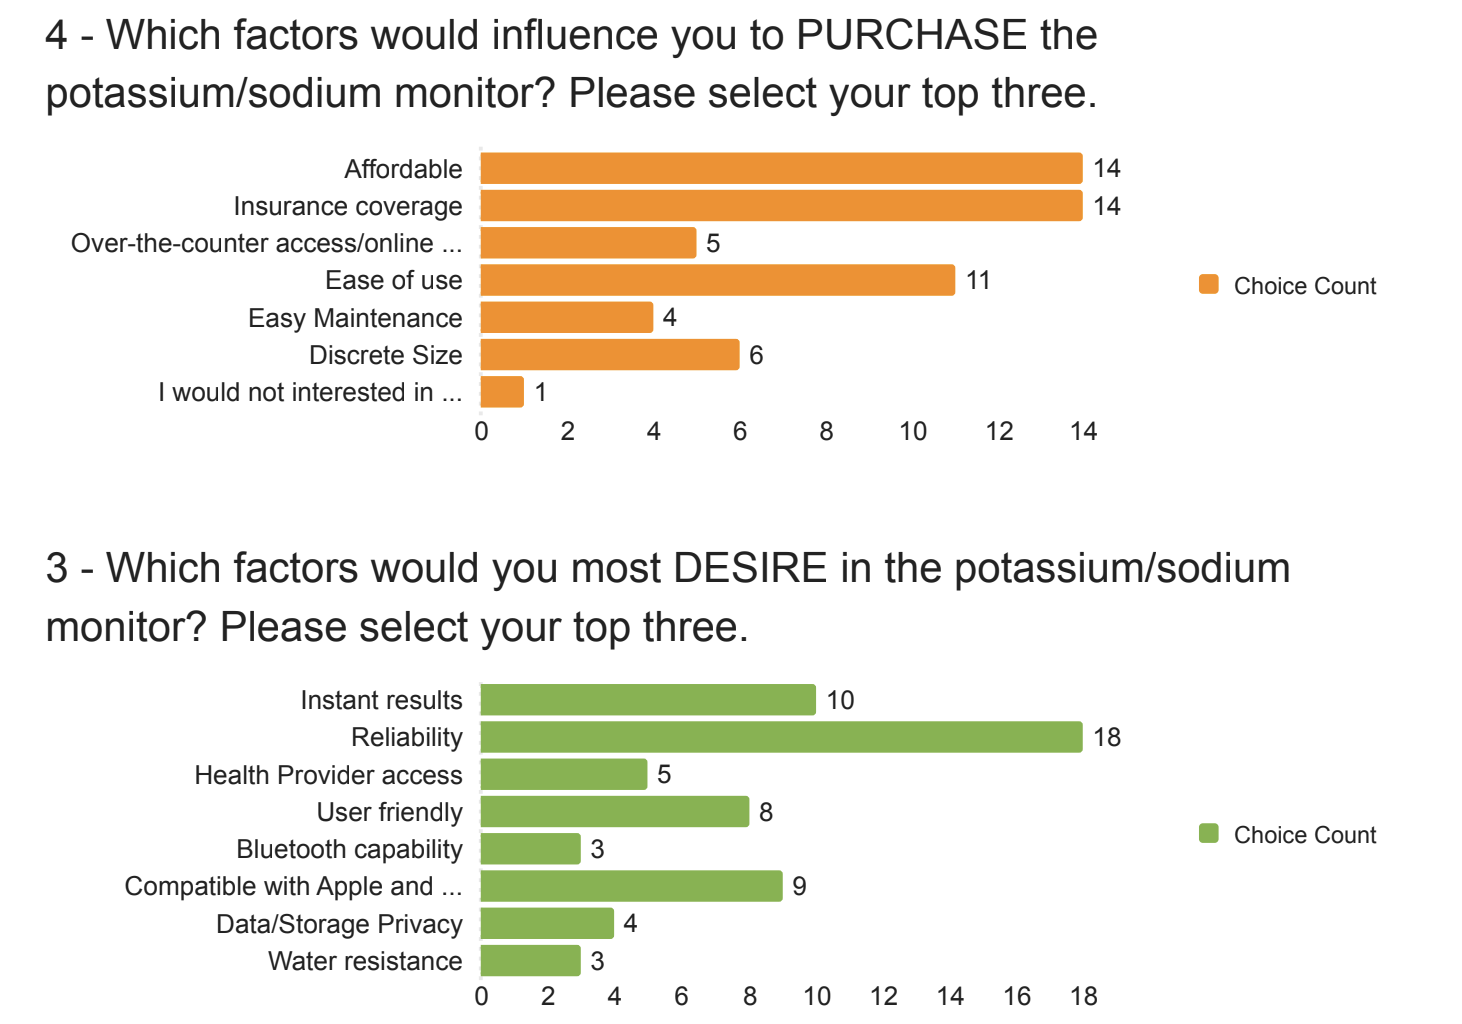 4 - Which factors would influence you to PURCHASE the
potassium/sodium monitor? Please select your top three.
Affordable 14
Insurance coverage 14
Over-the-counter access/online ... 5
Ease of use 11
Easy Maintenance 4
Discrete Size 6
I would not interested in ... 1
0 2 4 6 8 10 12 14
Choice Count
3 - Which factors would you most DESIRE in the potassium/sodium
monitor? Please select your top three.
Instant results 10
Reliability 18
Health Provider access 5
User friendly 8
Bluetooth capability 3
Compatible with Apple and ... 9
Data/Storage Privacy 4
Water resistance 3
0 2 4 6 8 10 12 14 16 18
Choice Count